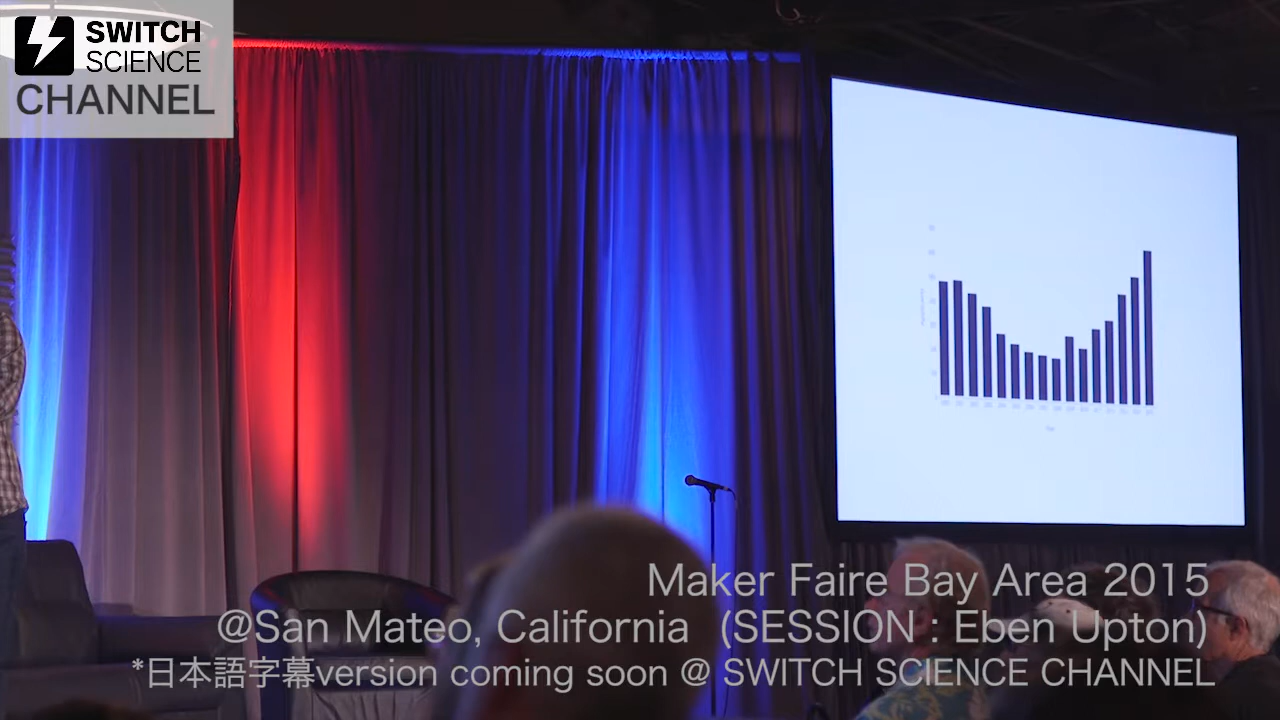 SWITCH
SCIENCE
CHANNEL
Maker Faire Bay Area 2015
@San Mateo, California (SESSION : Eben Upton)
*日本語字幕version coming soon @ SWITCH SCIENCE CHANNEL